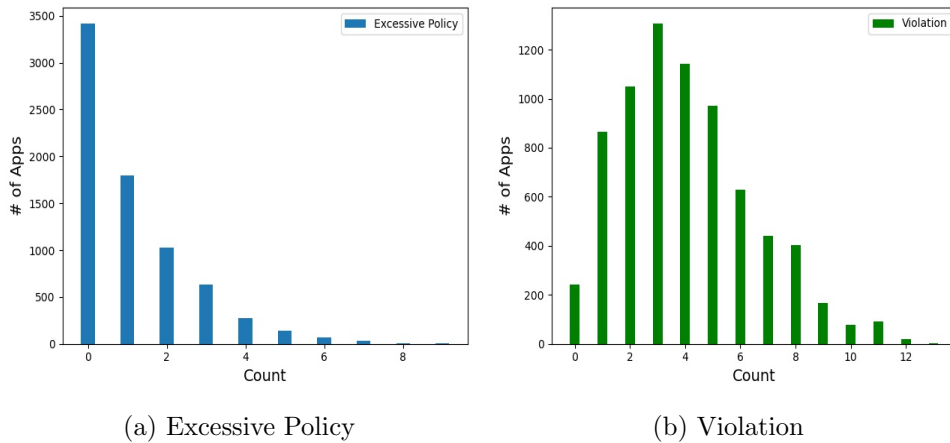 3500
3000
2500
2000
1500
1000
500
0
# of Apps
Excessive Policy
0 2 4 6 8
Count
(a) Excessive Policy
1200
1000
800
600
400
200
0
# of Apps
Violation
0 2 4 6 8 10 12
Count
(b) Violation